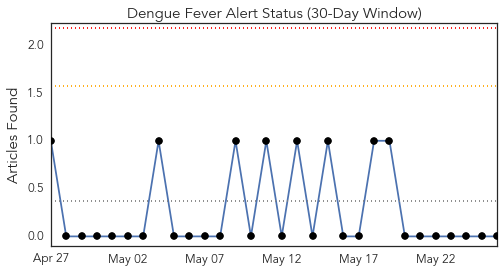 Dengue Fever Alert Status (30-Day Window)
Articles Found
2.0
1.5
1.0
0.5
0.0
Apr 27 May 02 May 07 May 12 May 17 May 22